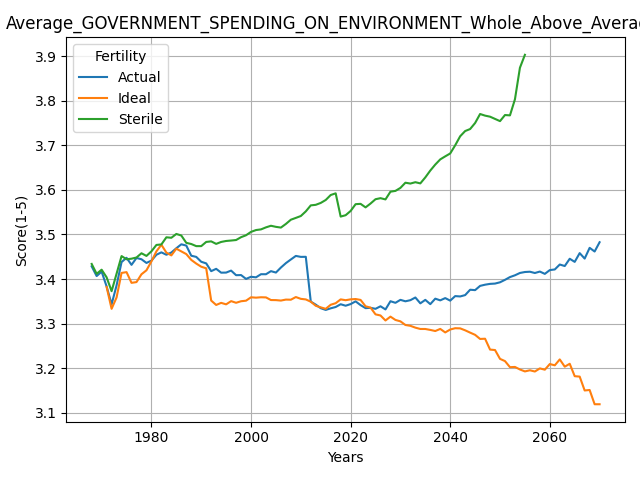 Average_GOVERNMENT_SPENDING_ON_ENVIRONMENT_Whole_Above_Avera
Fertility
Actual
Ideal
Sterile
Score(1-5)
3.9
3.8
3.7
3.6
3.5
3.4
3.3
3.2
3.1
1980 2000 2020 2040 2060
Years